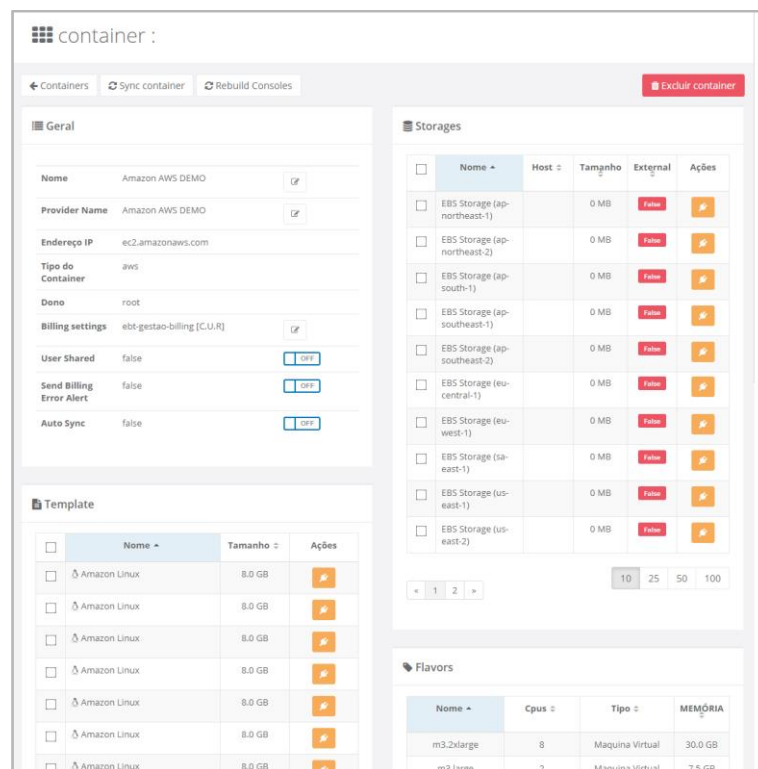 container :
Containers
Sync container
Rebuild Consoles
Excluir container
Geral
Nome Amazon AWS DEMO
Provider Name Amazon AWS DEMO
Endereço IP ec2.amazonaws.com
Tipo do
Container aws
Dono root
Billing settings ebt-gestao-billing [C.U.R]
User Shared false OFF
Send Billing
Error Alert false OFF
Auto Sync false OFF
Template
Nome Tamanho Ações
Amazon Linux 8.0 GB
Amazon Linux 8.0 GB
Amazon Linux 8.0 GB
Amazon Linux 8.0 GB
Amazon Linux 8.0 GB
Amazon Linux 8.0 GB
Amazon Linux 8.0 GB
Storages
Nome Host Tamanho External Ações
EBS Storage (ap-
northeast-1) 0 MB False
EBS Storage (ap-
northeast-2) 0 MB False
EBS Storage (ap-
south-1) 0 MB False
EBS Storage (ap-
southeast-1) 0 MB False
EBS Storage (ap-
southeast-2) 0 MB False
EBS Storage (eu-
central-1) 0 MB False
EBS Storage (eu-
west-1) 0 MB False
EBS Storage (sa-
east-1) 0 MB False
EBS Storage (us-
east-1) 0 MB False
EBS Storage (us-
east-2) 0 MB False
« 1 2 »
10 25 50 100
Flavors
Nome Cpus Tipo MEMÓRIA
m3.2xlarge 8 Maquina Virtual 30.0 GB
m3.large 2 Maquina Virtual 7.5 GB